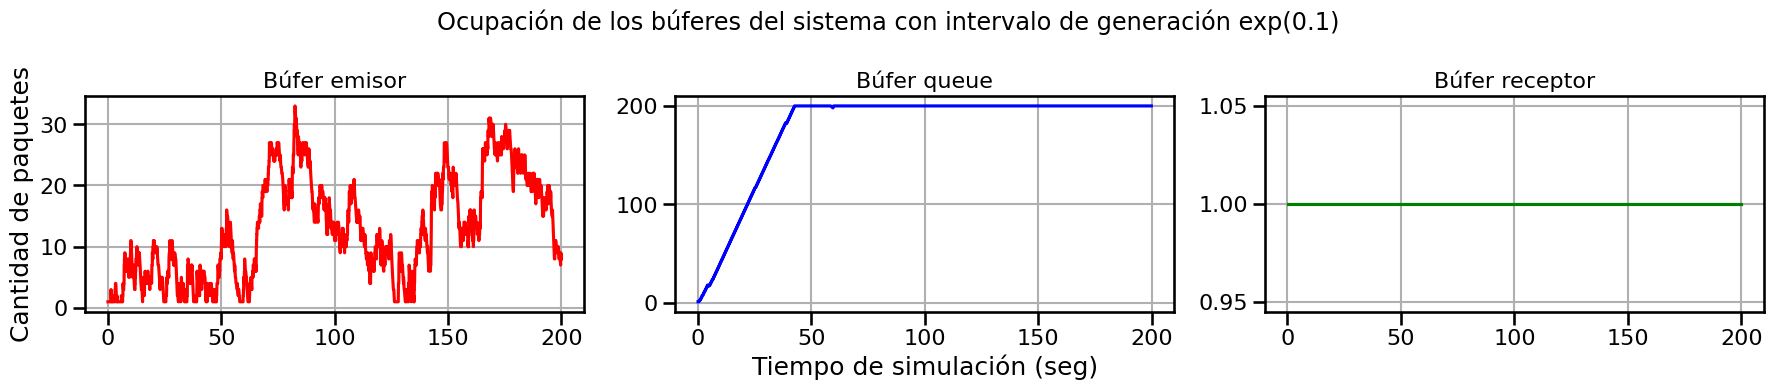 Ocupación de los búferes del sistema con intervalo de generación exp(0.1)
Búfer emisor
Búfer queue
Búfer receptor
Cantidad de paquetes
30
20
10
0
0 50 100 150 200
200
100
0
0 50 100 150 200
1.05
1.00
0.95
0 50 100 150 200
Tiempo de simulación (seg)